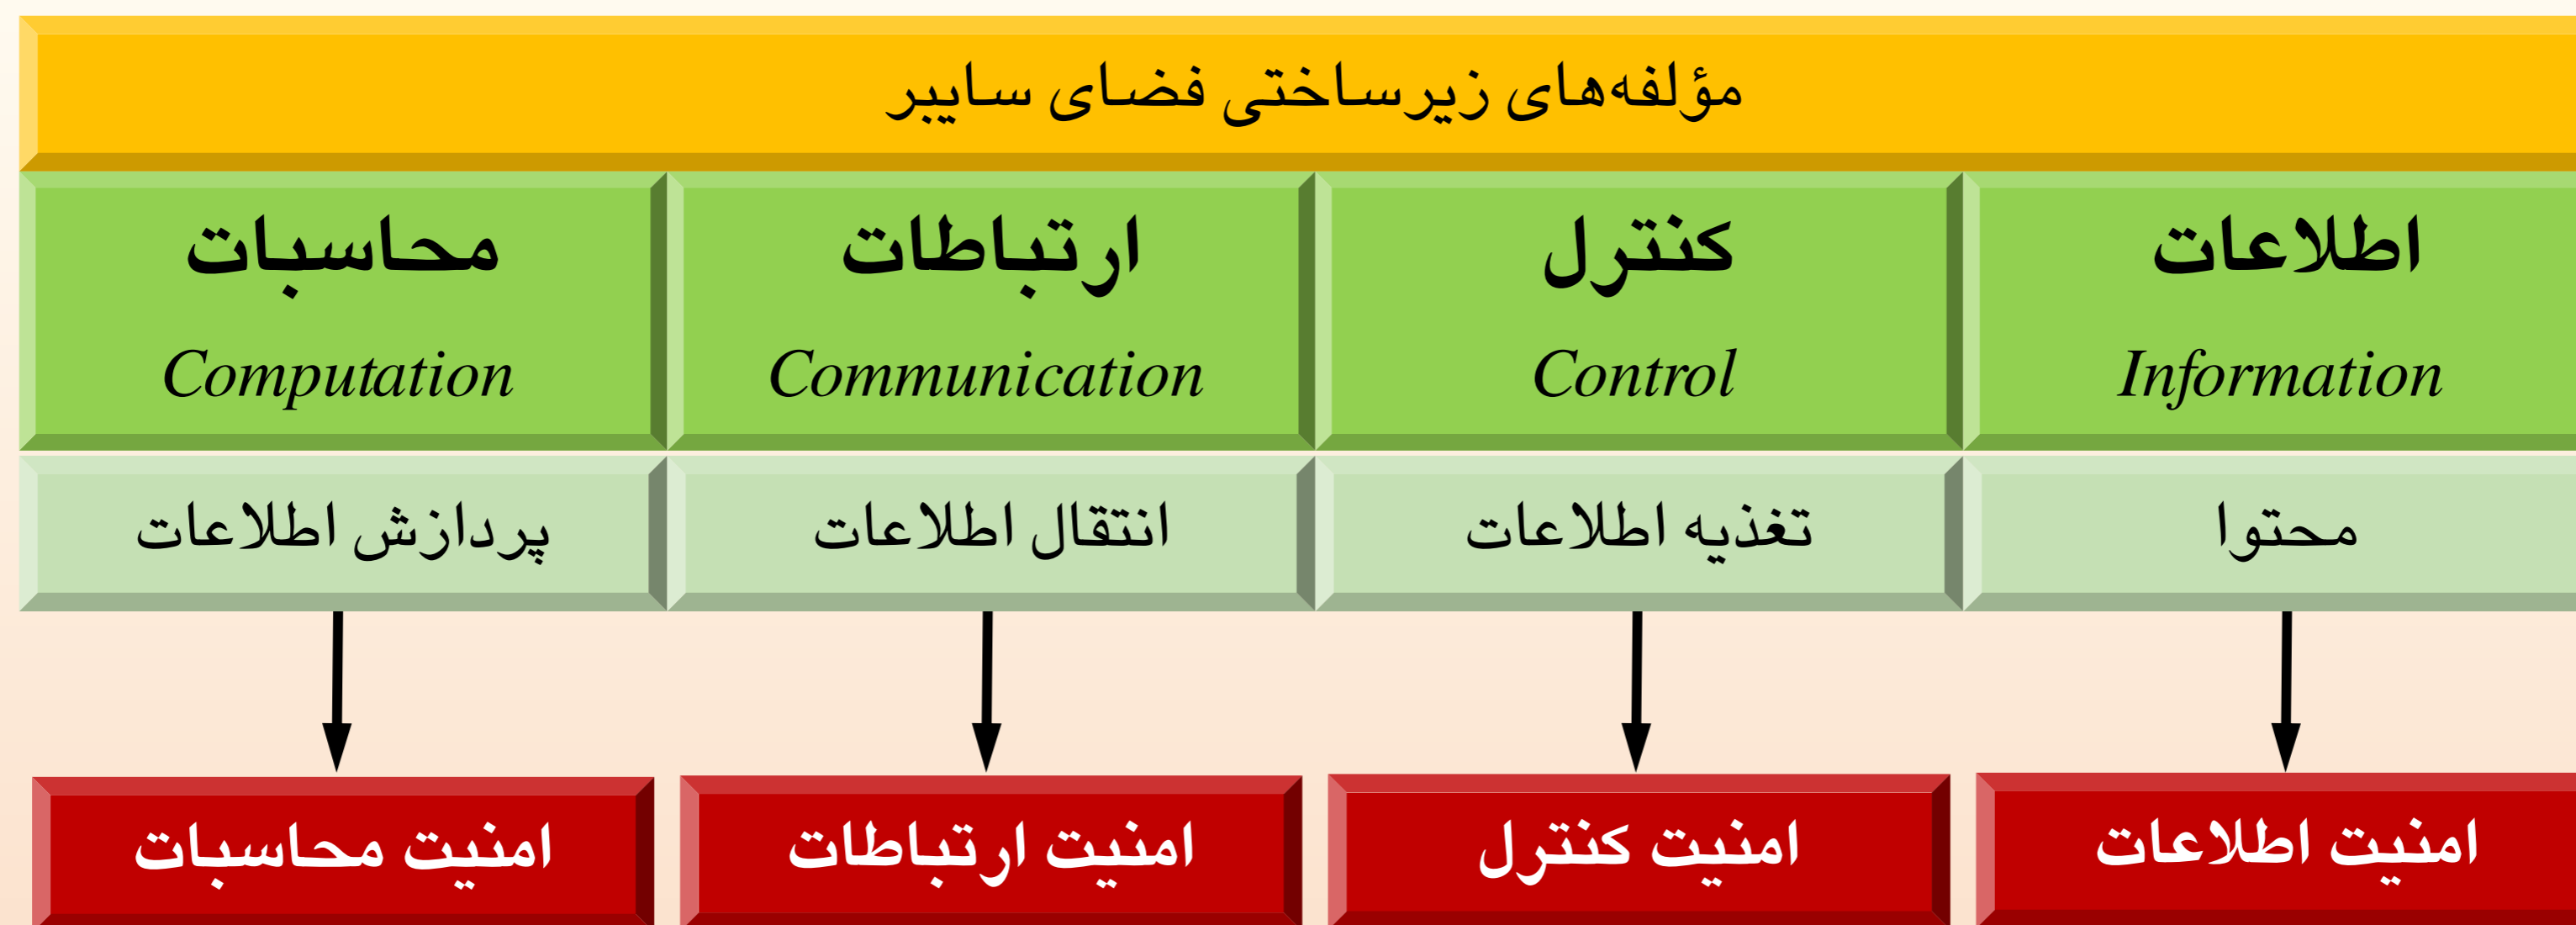 مؤلفه‌های زیرساختی فضای سایبر
اطلاعات
Information
کنترل
Control
ارتباطات
Communication
محاسبات
Computation
محتوا
تغذیه اطلاعات
انتقال اطلاعات
پردازش اطلاعات
امنیت اطلاعات
امنیت کنترل
امنیت ارتباطات
امنیت محاسبات